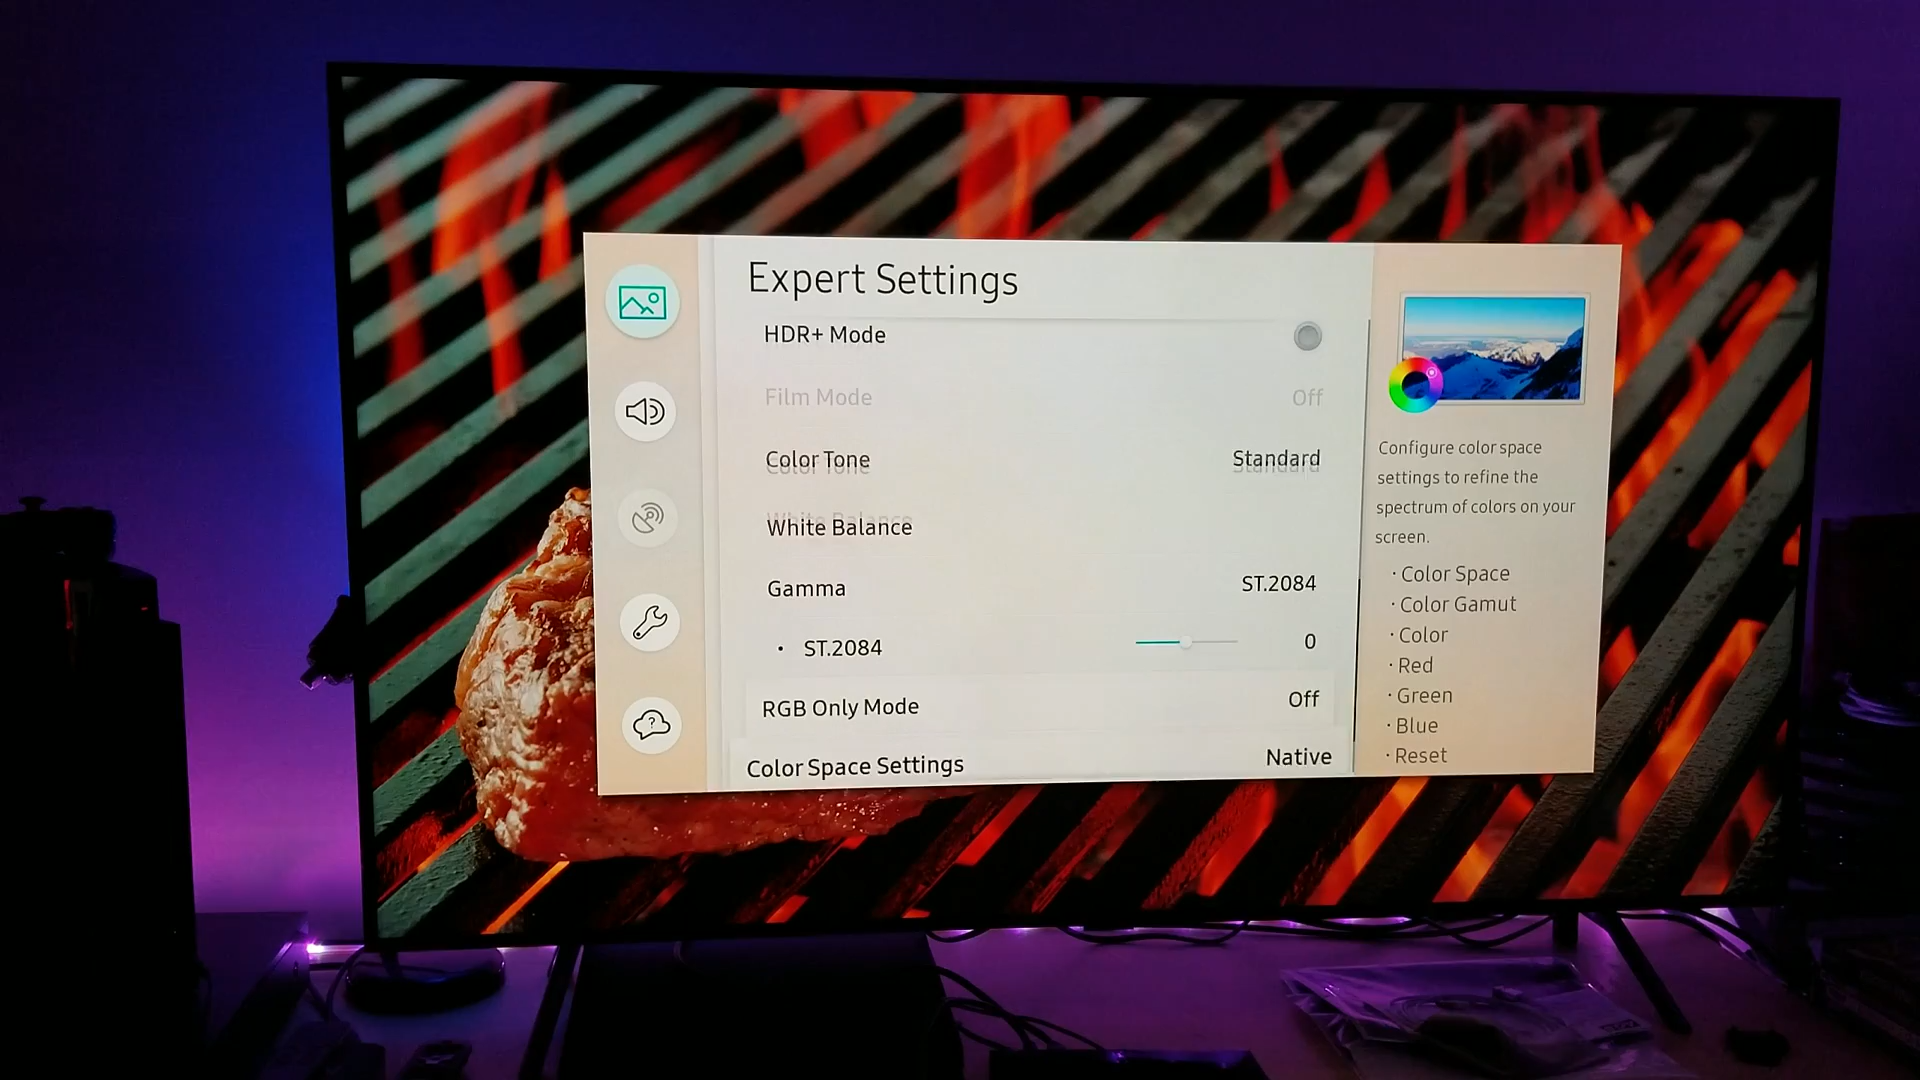 Expert Settings
HDR+ Mode
Film Mode Off
Color Tone Standard
White Balance
Gamma ST.2084
• ST.2084 0
RGB Only Mode Off
Color Space Settings Native
Configure color space
settings to refine the
spectrum of colors on your
screen.
· Color Space
· Color Gamut
· Color
· Red
· Green
· Blue
· Reset
?